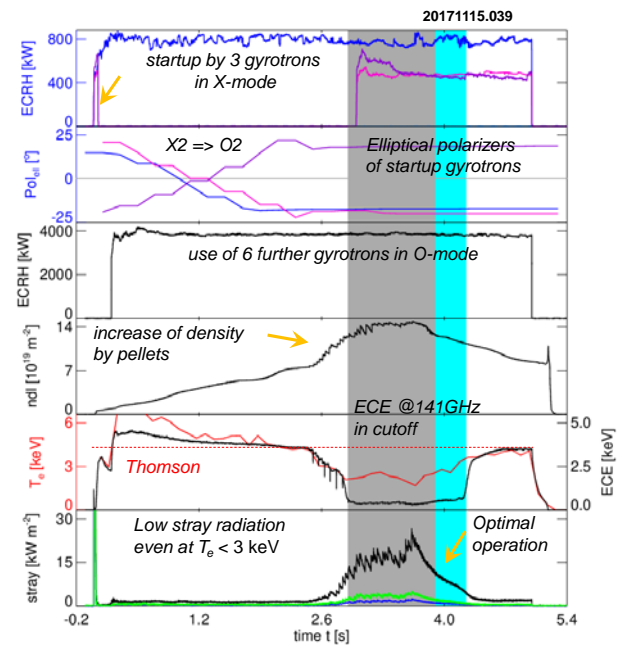 20171115.039
ECRH [kW]
800
400
0
startup by 3 gyrotrons
in X-mode
Pol_ell [°]
25
0
-25
X2 => O2
Elliptical polarizers
of startup gyrotrons
ECRH [kW]
4000
2000
0
use of 6 further gyrotrons in O-mode
ndl [10^19 m^-2]
14
7
0
increase of density
by pellets
T_e [keV]
6
3
0
Thomson
ECE @141GHz
in cutoff
5.0
2.5
0.0
ECE [keV]
stray [kW m^-2]
30
15
0
Low stray radiation
even at T_e < 3 keV
Optimal
operation
-0.2
1.2
2.6
4.0
5.4
time t [s]